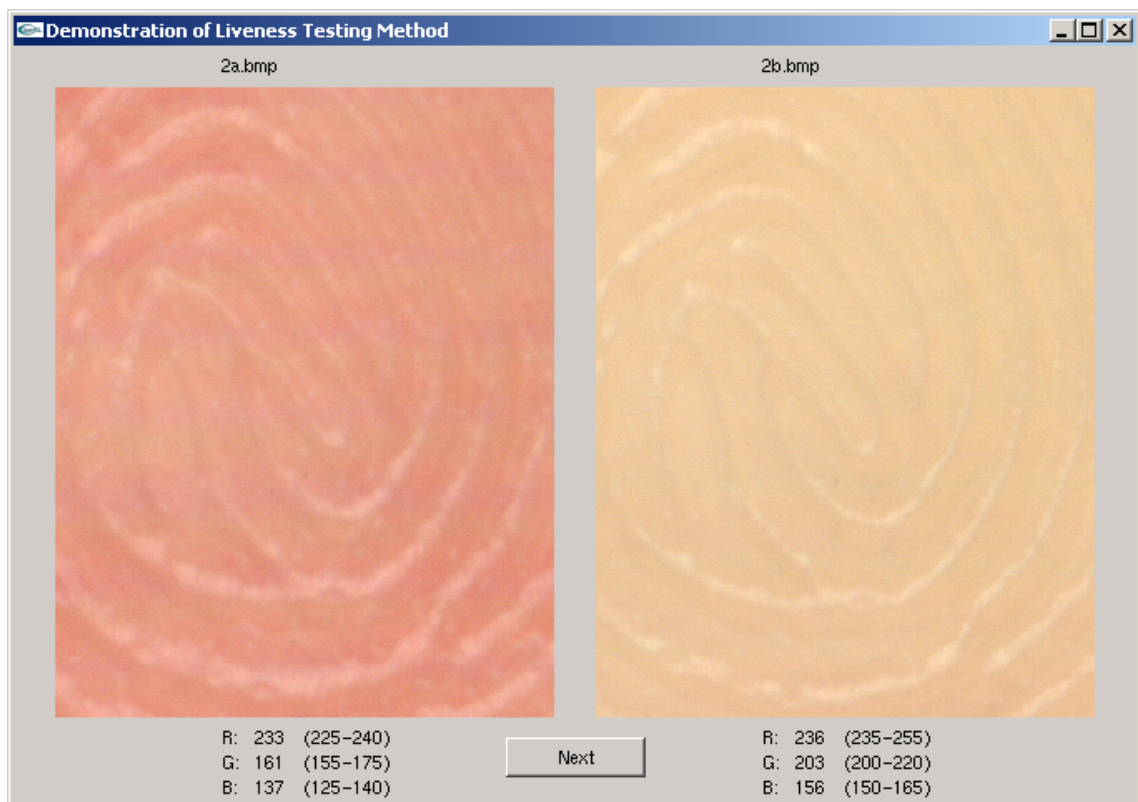 Demonstration of Liveness Testing Method
2a.bmp
2b.bmp
R: 233 (225-240)
G: 161 (155-175)
B: 137 (125-140)
Next
R: 236 (235-255)
G: 203 (200-220)
B: 156 (150-165)